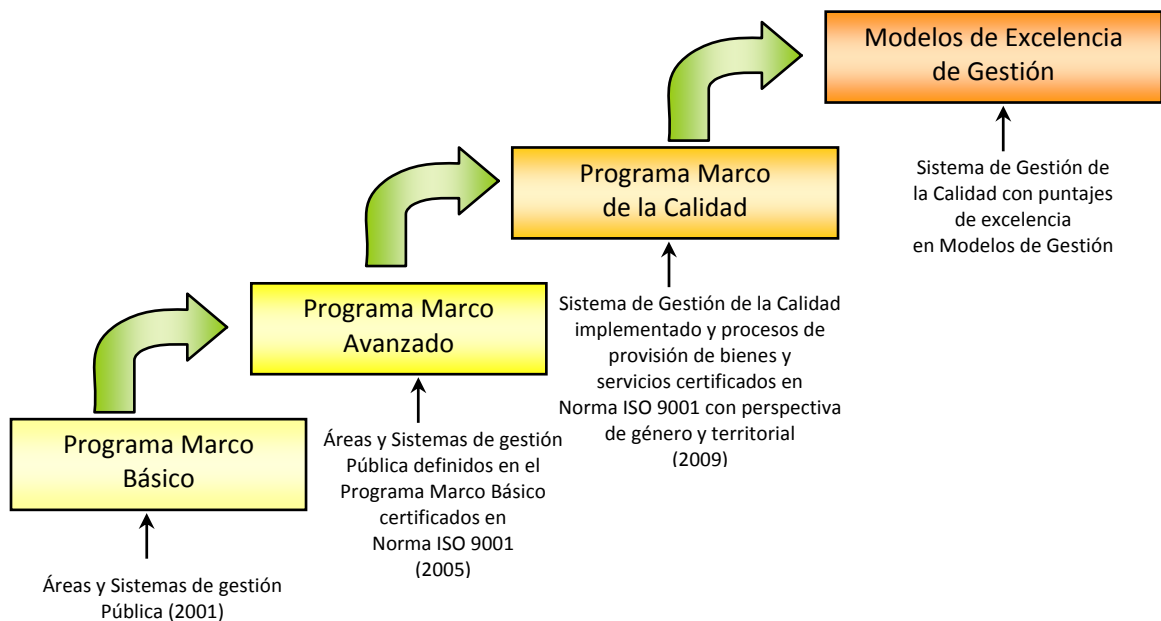 Modelos de Excelencia
de Gestión
Sistema de Gestión de
la Calidad con puntajes
de excelencia
en Modelos de Gestión
Programa Marco
de la Calidad
Sistema de Gestión de la Calidad
implementado y procesos de
provisión de bienes y
servicios certificados en
Norma ISO 9001 con perspectiva
de género y territorial
(2009)
Programa Marco
Avanzado
Áreas y Sistemas de gestión
Pública definidos en el
Programa Marco Básico
certificados en
Norma ISO 9001
(2005)
Programa Marco
Básico
Áreas y Sistemas de gestión
Pública (2001)